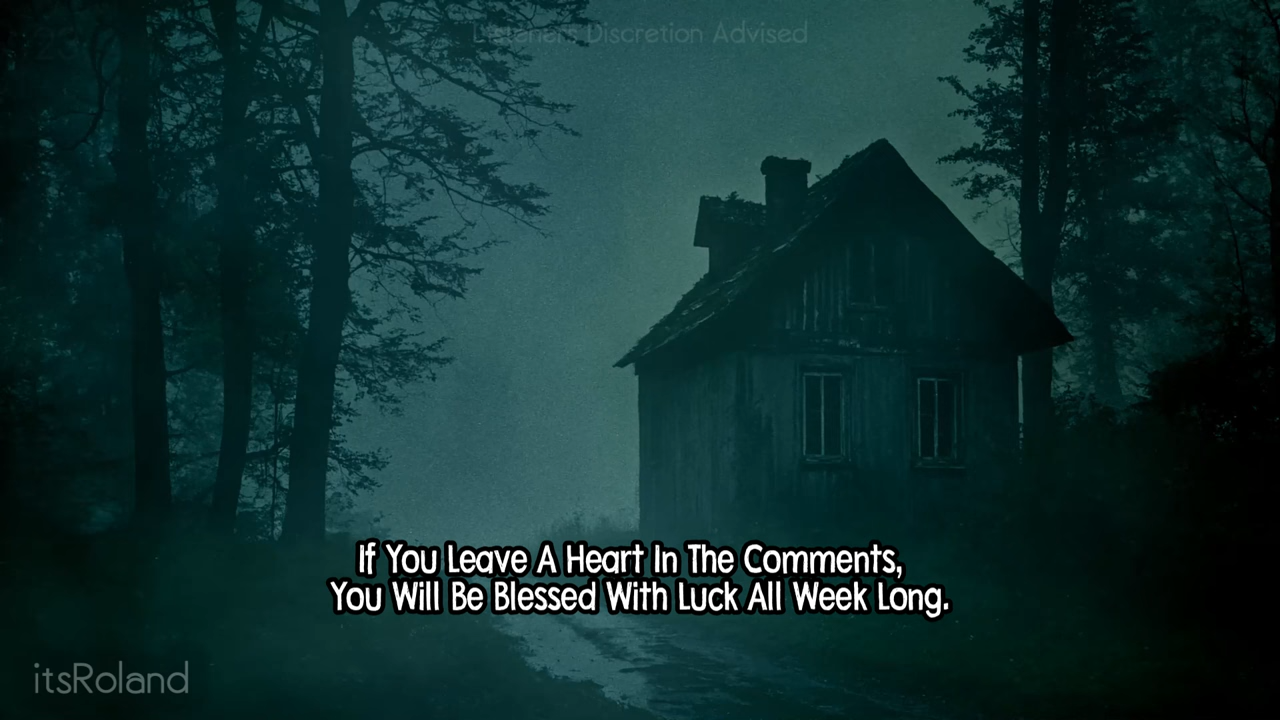 Listeners Discretion Advised
If You Leave A Heart In The Comments,
You Will Be Blessed With Luck All Week Long.
itsRoland